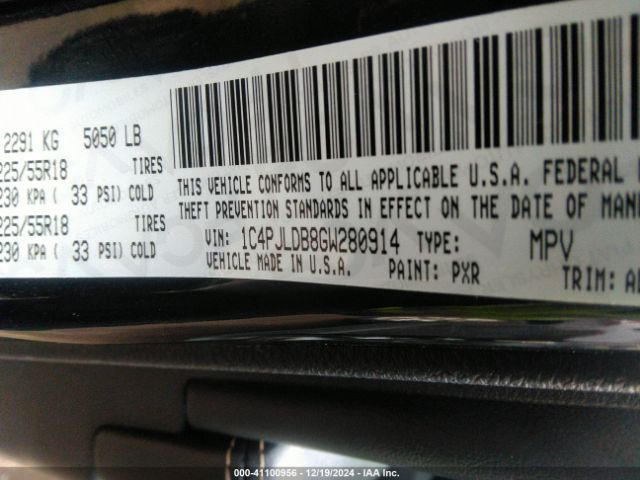 2291 KG 5050 LB
225/55R18 TIRES
230 KPA ( 33 PSI) COLD
225/55R18 TIRES
230 KPA ( 33 PSI) COLD
THIS VEHICLE CONFORMS TO ALL APPLICABLE U.S.A. FEDERAL
THEFT PREVENTION STANDARDS IN EFFECT ON THE DATE OF
VIN: 1C4PJLDB8GW280914 TYPE: MPV
VEHICLE MADE IN U.S.A. PAINT: PXR TRIM:
000-41100956 - 12/19/2024 - IAA Inc.